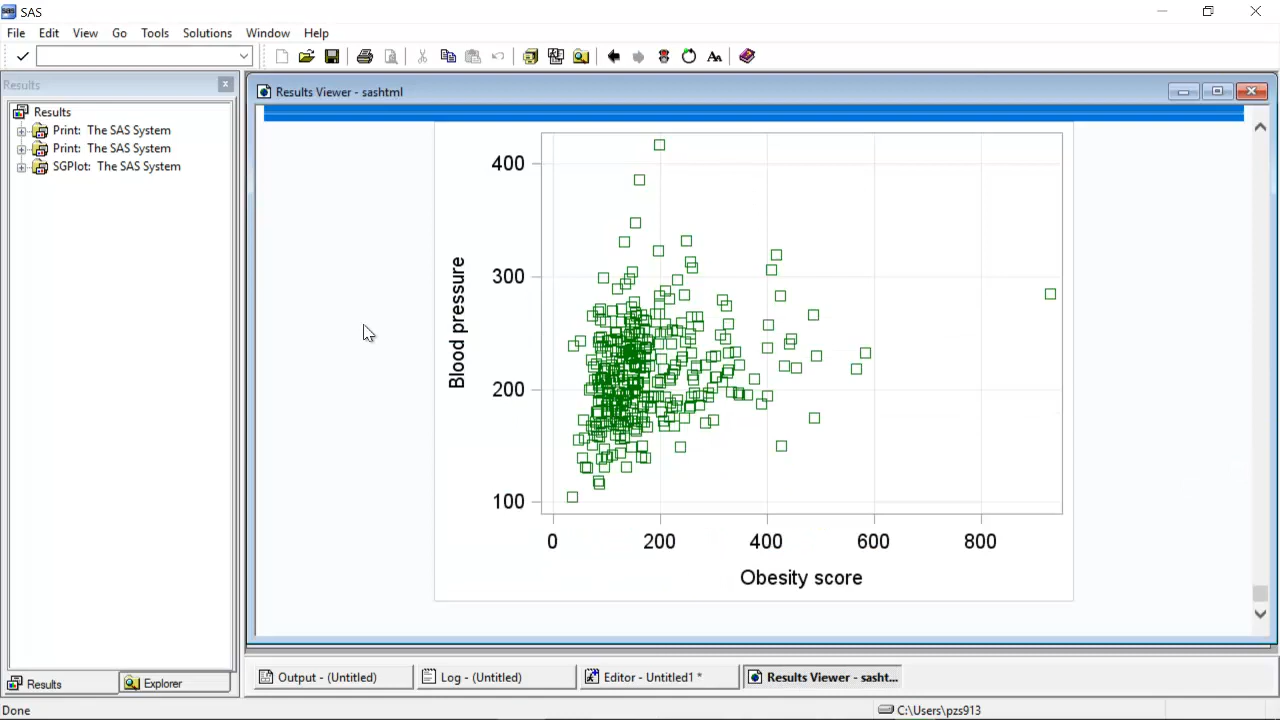 SAS
File Edit View Go Tools Solutions Window Help
Results
Results Viewer - sashtml
Results
Print: The SAS System
Print: The SAS System
SGPlot: The SAS System
400
300
200
100
Blood pressure
0 200 400 600 800
Obesity score
Results Explorer
Output - (Untitled) Log - (Untitled) Editor - Untitled1 * Results Viewer - sasht...
Done C:\Users\pzs913